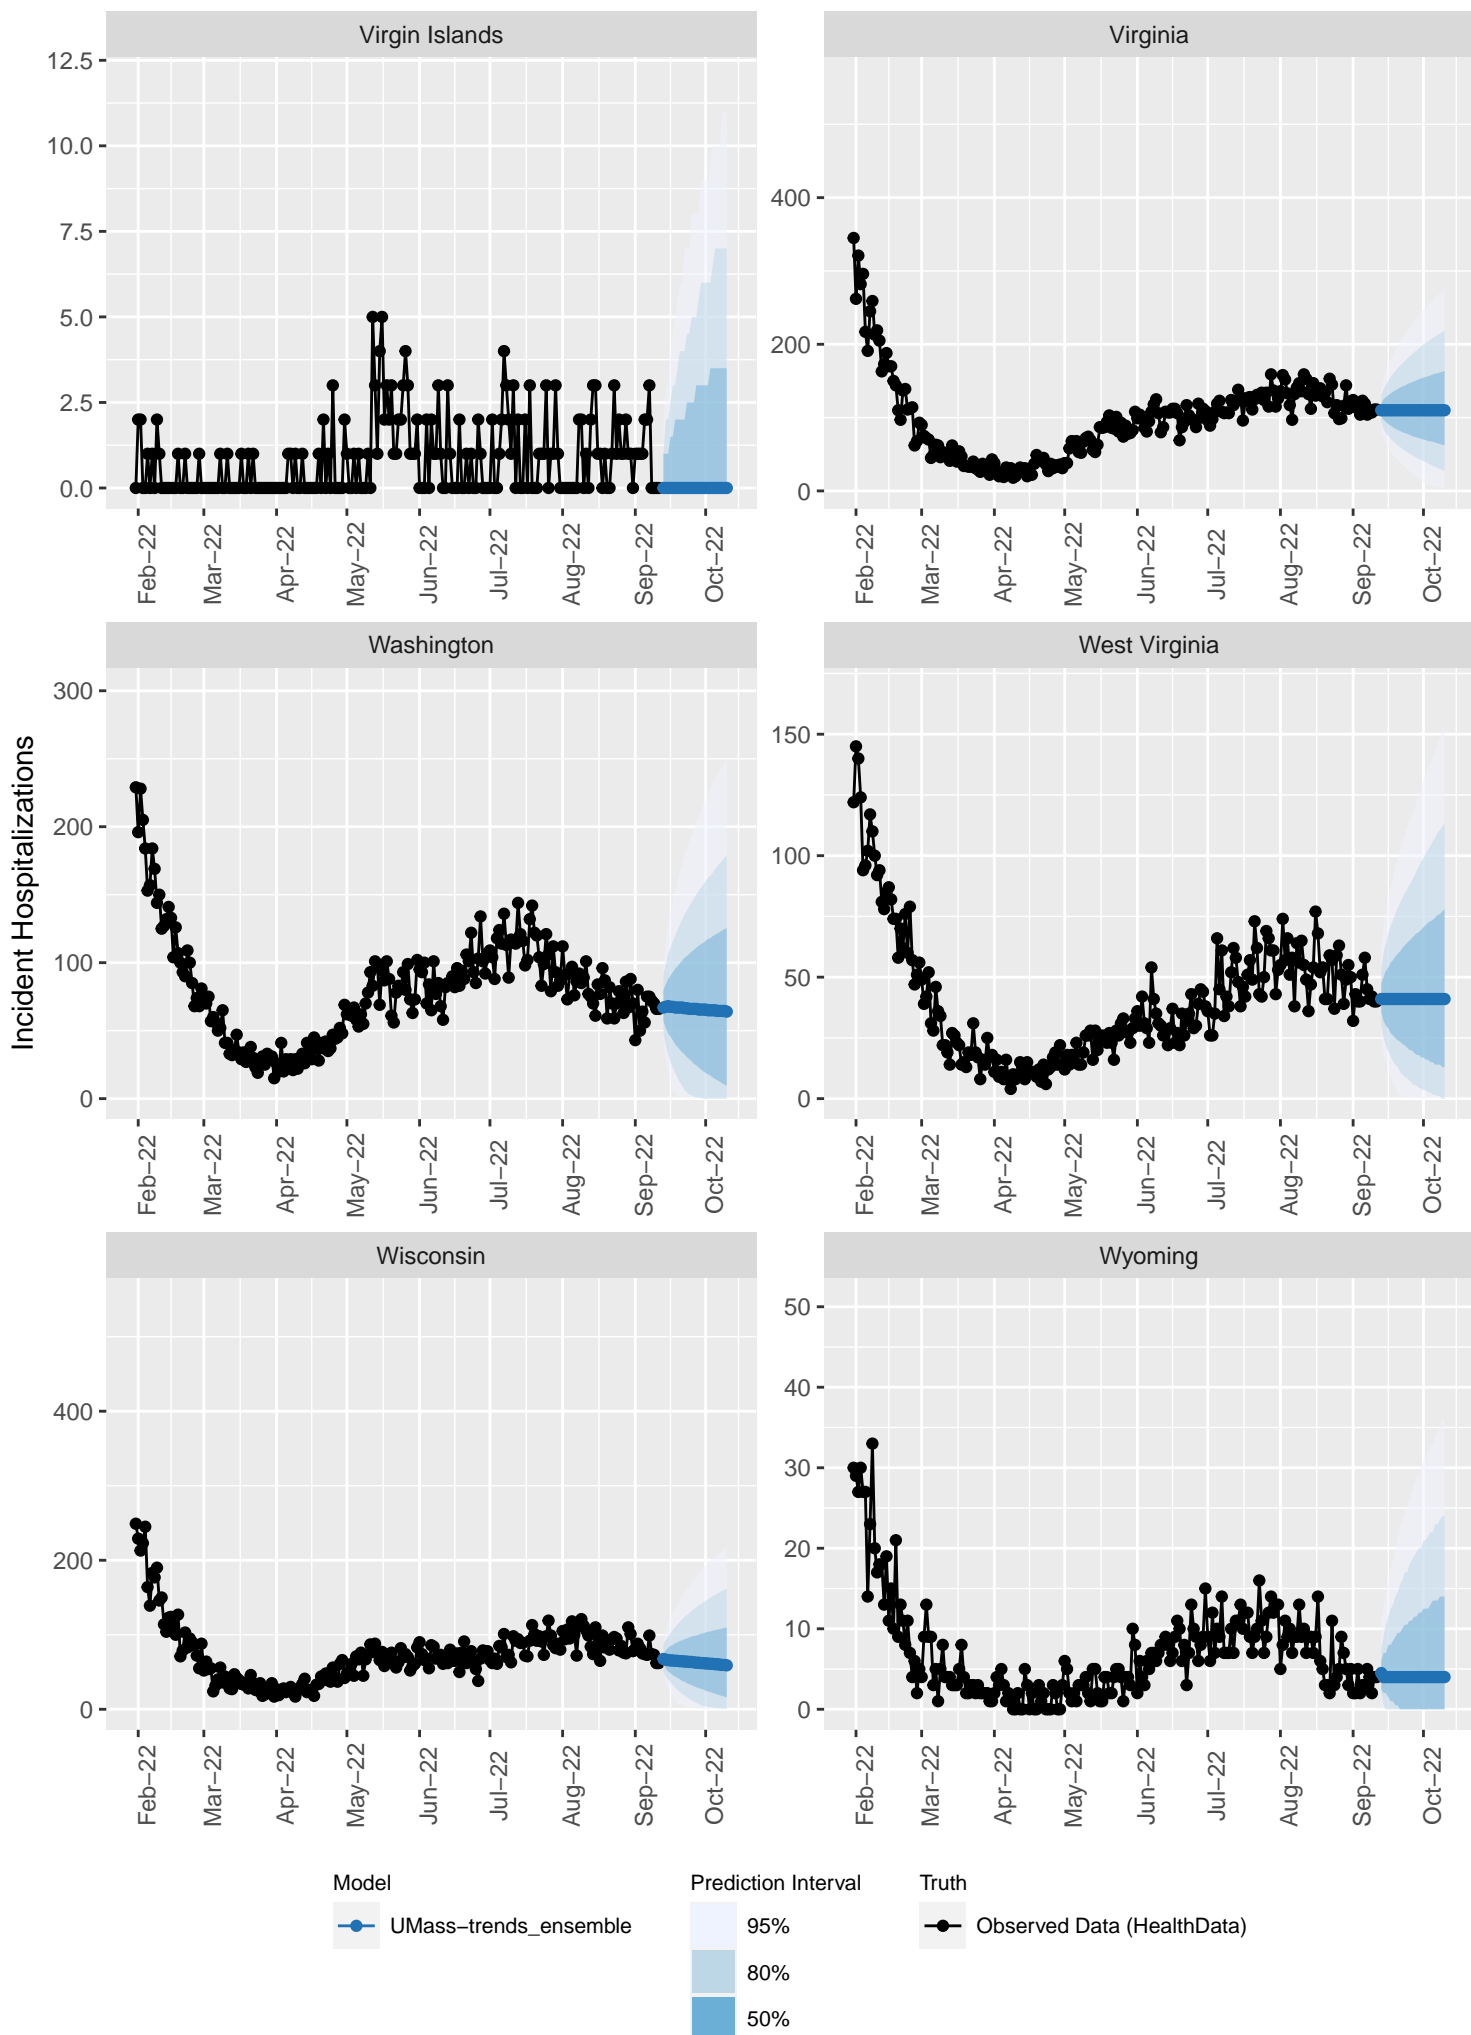 Virgin Islands
Virginia
12.5
10.0
7.5
5.0
2.5
0.0
400
200
0
Feb−22
Mar−22
Apr−22
May−22
Jun−22
Jul−22
Aug−22
Sep−22
Oct−22
Feb−22
Mar−22
Apr−22
May−22
Jun−22
Jul−22
Aug−22
Sep−22
Oct−22
Incident Hospitalizations
Washington
West Virginia
300
200
100
0
150
100
50
0
Feb−22
Mar−22
Apr−22
May−22
Jun−22
Jul−22
Aug−22
Sep−22
Oct−22
Feb−22
Mar−22
Apr−22
May−22
Jun−22
Jul−22
Aug−22
Sep−22
Oct−22
Wisconsin
Wyoming
400
200
0
50
40
30
20
10
0
Feb−22
Mar−22
Apr−22
May−22
Jun−22
Jul−22
Aug−22
Sep−22
Oct−22
Feb−22
Mar−22
Apr−22
May−22
Jun−22
Jul−22
Aug−22
Sep−22
Oct−22
Model
UMass−trends_ensemble
Prediction Interval
95%
80%
50%
Truth
Observed Data (HealthData)